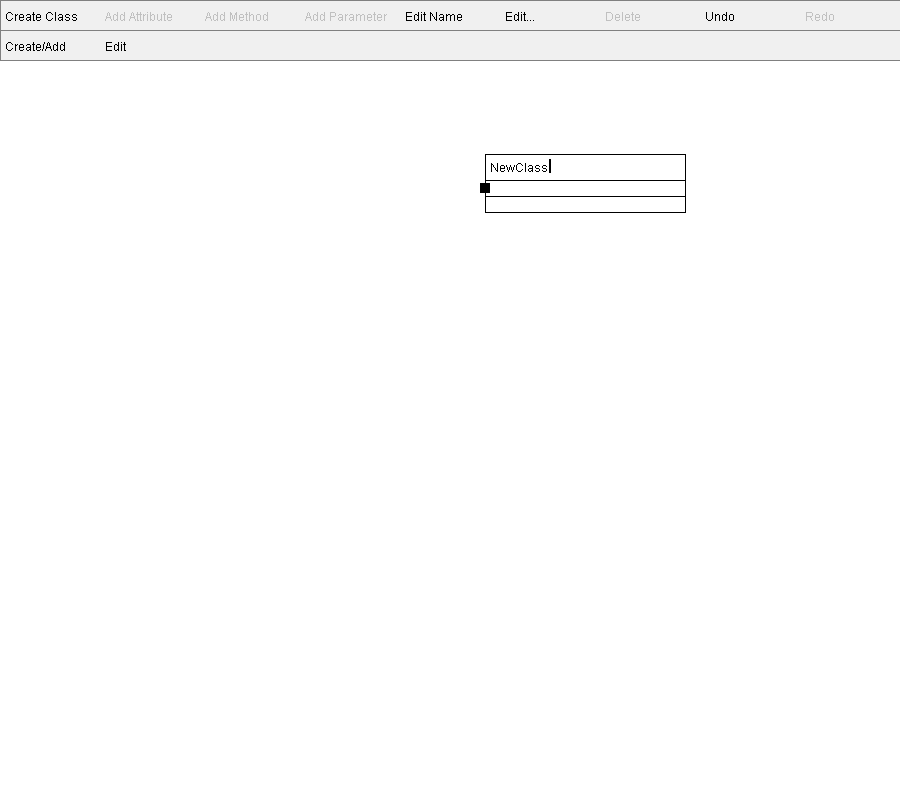 Create Class Add Attribute Add Method Add Parameter Edit Name Edit... Delete Undo Redo
Create/Add Edit
NewClass